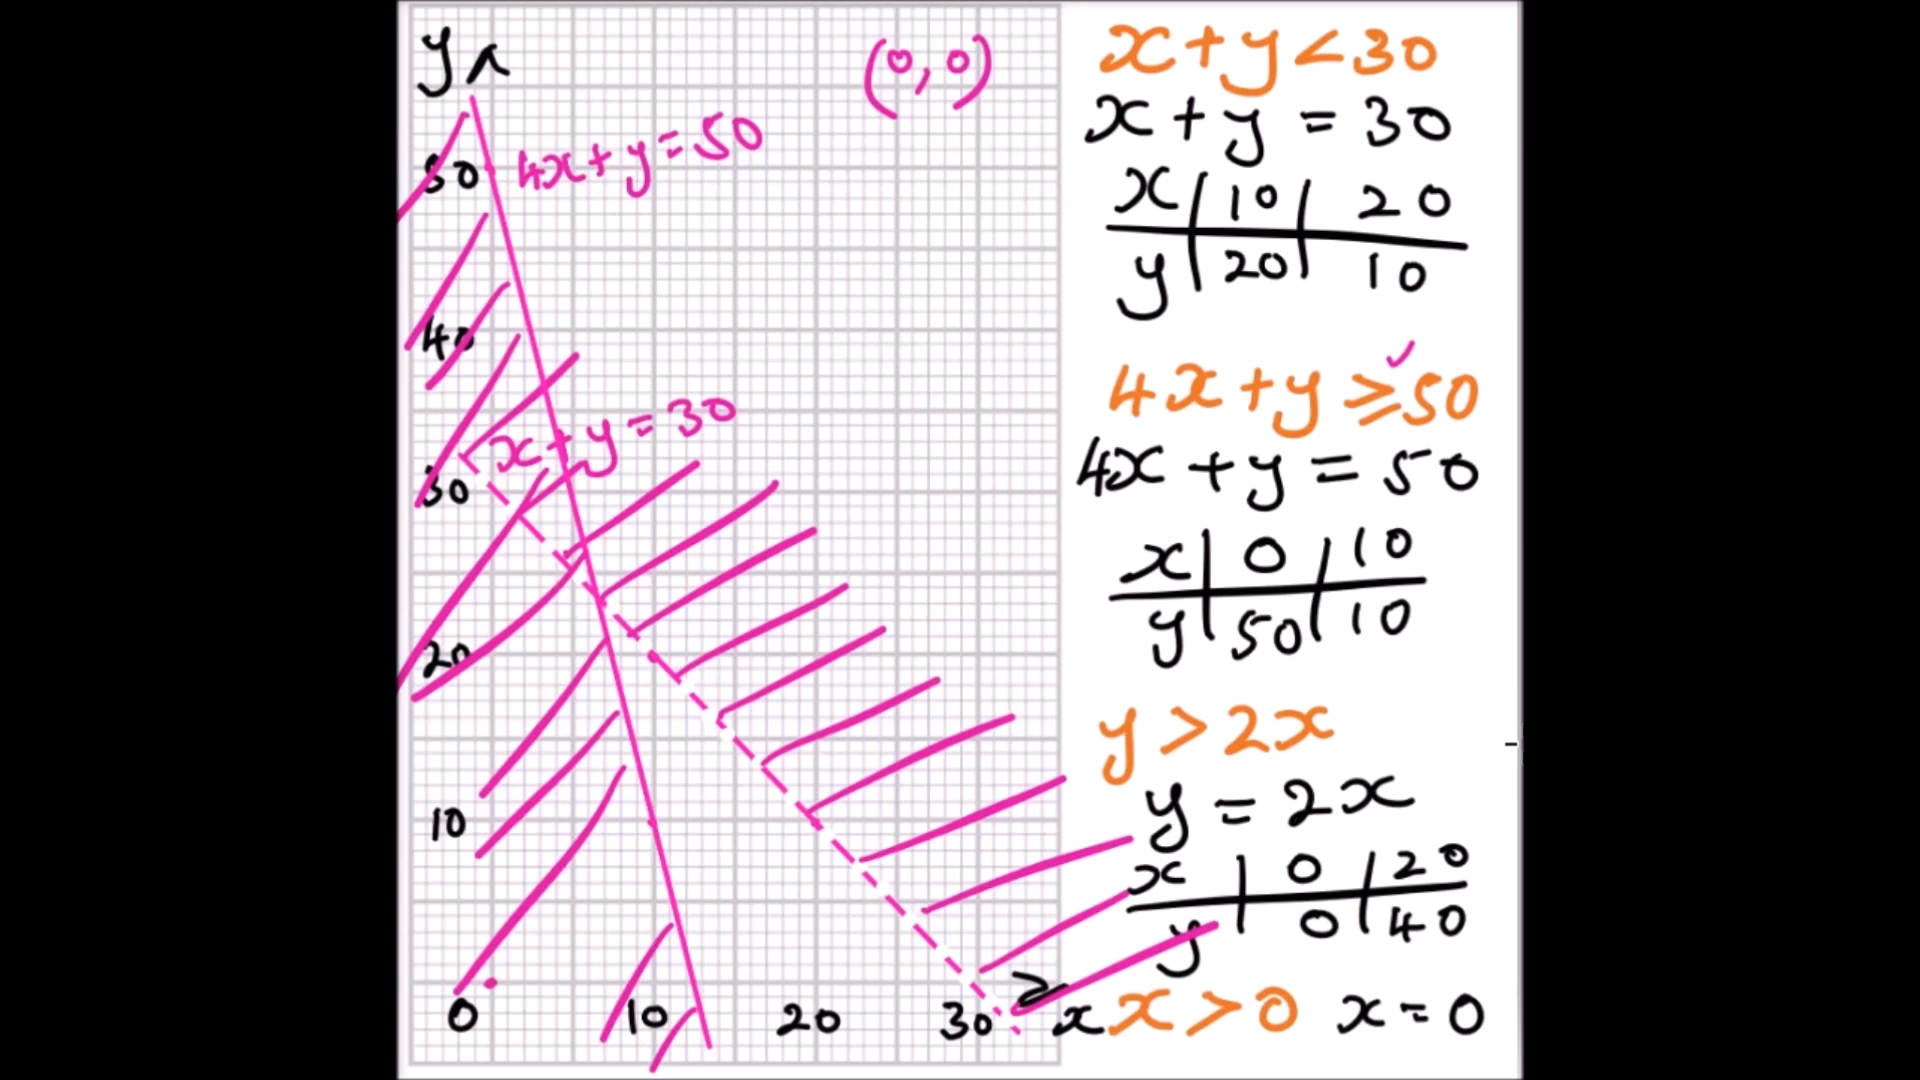 y
(0,0)
4x+y=50
50
40
x+y=30
30
20
10
0 10 20 30 x
x+y<30
x+y=30
x 10 20
y 20 10
4x+y≥50 ✓
4x+y=50
x 0 10
y 50 10
y>2x
y=2x
x 0 20
y 0 40
x>0 x=0